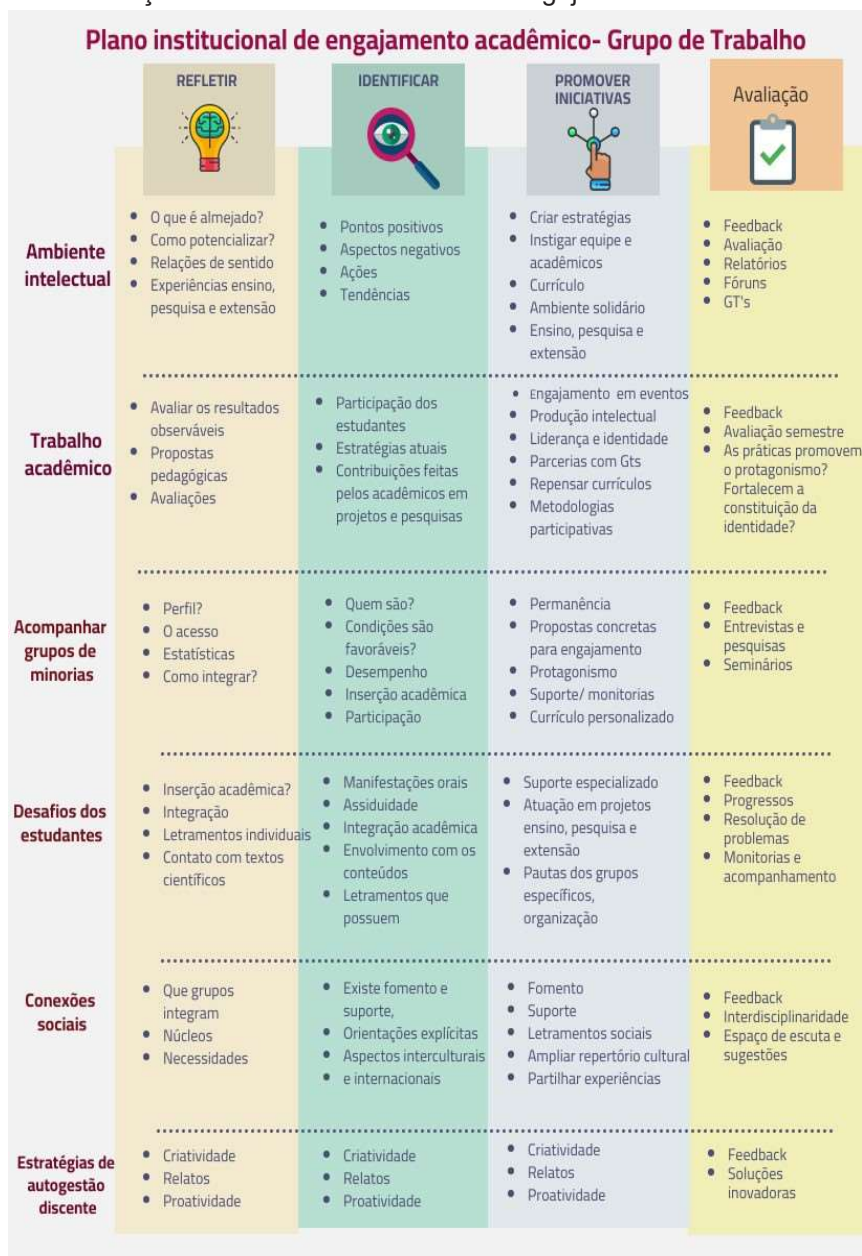 Plano institucional de engajamento acadêmico- Grupo de Trabalho
REFLETIR
IDENTIFICAR
PROMOVER
INICIATIVAS
Avaliação
Ambiente
intelectual
• O que é almejado?
• Como potencializar?
• Relações de sentido
• Experiências ensino,
pesquisa e extensão
• Pontos positivos
• Aspectos negativos
• Ações
• Tendências
• Criar estratégias
• Instigar equipe e
acadêmicos
• Currículo
• Ambiente solidário
• Ensino, pesquisa e
extensão
• Feedback
• Avaliação
• Relatórios
• Fóruns
• GT's
Trabalho
acadêmico
• Avaliar os resultados
observáveis
• Propostas
pedagógicas
• Avaliações
• Participação dos
estudantes
• Estratégias atuais
• Contribuições feitas
pelos acadêmicos em
projetos e pesquisas
• Engajamento em eventos
• Produção intelectual
• Liderança e identidade
• Parcerias com Gts
• Repensar currículos
• Metodologias
participativas
• Feedback
• Avaliação semestre
• As práticas promovem
o protagonismo?
Fortalecem a
constituição da
identidade?
Acompanhar
grupos de
minorias
• Perfil?
• O acesso
• Estatísticas
• Como integrar?
• Quem são?
• Condições são
favoráveis?
• Desempenho
• Inserção acadêmica
• Participação
• Permanência
• Propostas concretas
para engajamento
• Protagonismo
• Suporte/ monitorias
• Currículo personalizado
• Feedback
• Entrevistas e
pesquisas
• Seminários
Desafios dos
estudantes
• Inserção acadêmica?
• Integração
• Letramentos individuais
• Contato com textos
científicos
• Manifestações orais
• Assiduidade
• Integração acadêmica
• Envolvimento com os
conteúdos
• Letramentos que
possuem
• Suporte especializado
• Atuação em projetos
ensino, pesquisa e
extensão
• Pautas dos grupos
específicos,
organização
• Feedback
• Progressos
• Resolução de
problemas
• Monitorias e
acompanhamento
Conexões
sociais
• Que grupos
integram
• Núcleos
• Necessidades
• Existe fomento e
suporte,
• Orientações explícitas
• Aspectos interculturais
• e internacionais
• Fomento
• Suporte
• Letramentos sociais
• Ampliar repertório cultural
• Partilhar experiências
• Feedback
• Interdisciplinaridade
• Espaço de escuta e
sugestões
Estratégias de
autogestão
discente
• Criatividade
• Relatos
• Proatividade
• Criatividade
• Relatos
• Proatividade
• Criatividade
• Relatos
• Proatividade
• Feedback
• Soluções
inovadoras